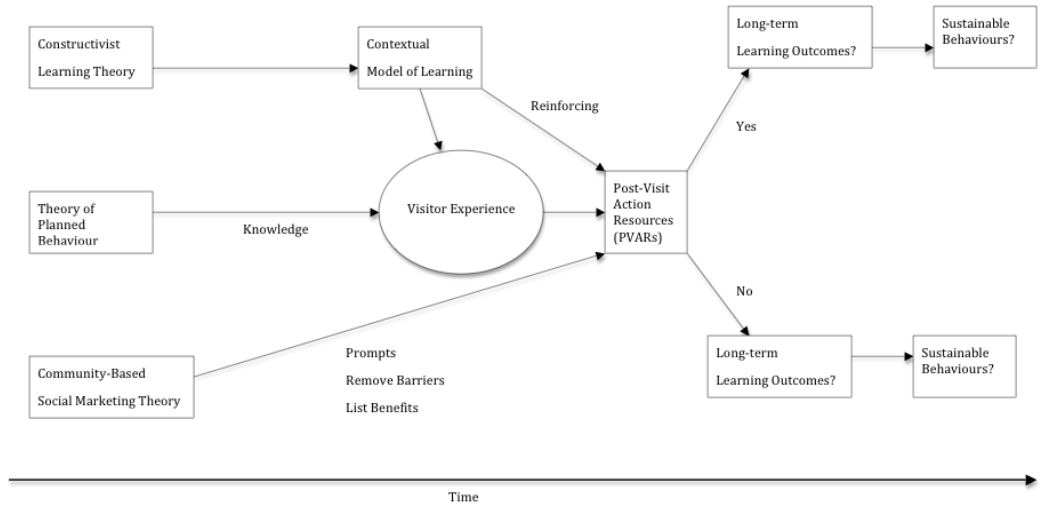 Constructivist
Learning Theory
Contextual
Model of Learning
Long-term
Learning Outcomes?
Sustainable
Behaviours?
Reinforcing
Yes
Theory of
Planned
Behaviour
Knowledge
Visitor Experience
Post-Visit
Action
Resources
(PVARs)
No
Community-Based
Social Marketing Theory
Prompts
Remove Barriers
List Benefits
Long-term
Learning Outcomes?
Sustainable
Behaviours?
Time